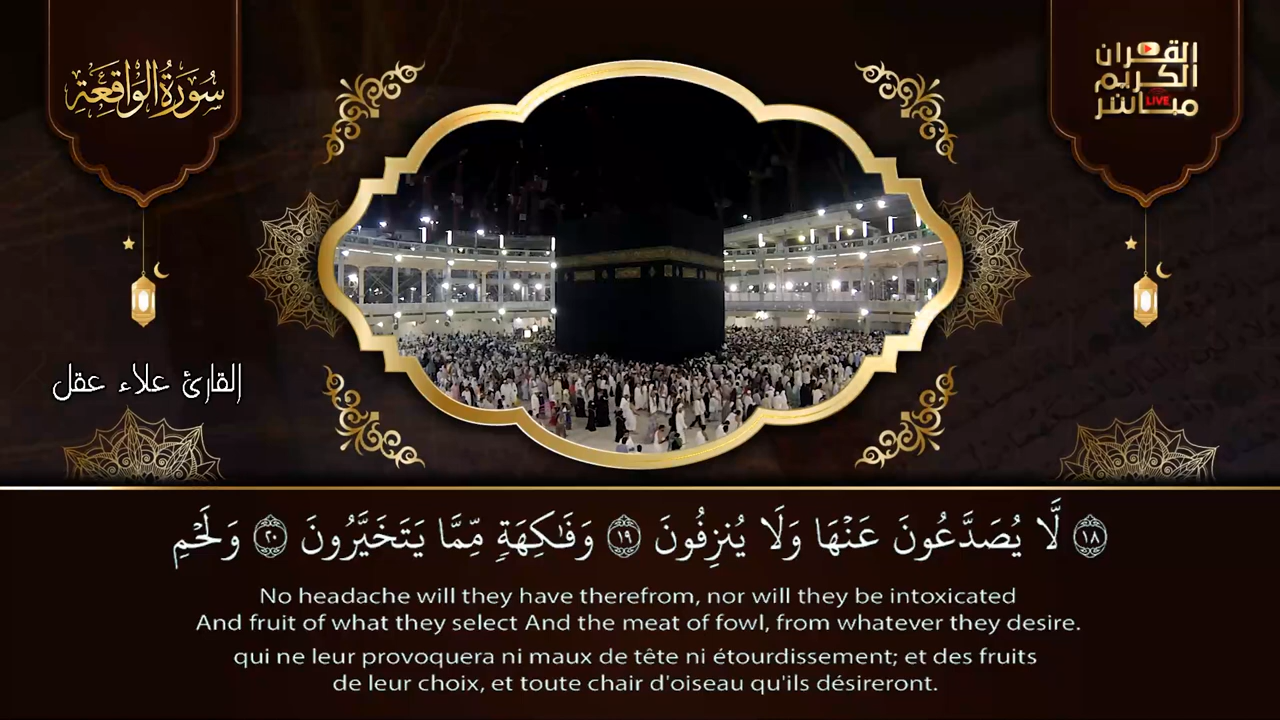 سُورَةُ الوَاقِعَة
القرآن
الكريم
مباشر
LIVE
القارئ علاء عقل
١٨ لَّا يُصَدَّعُونَ عَنْهَا وَلَا يُنزِفُونَ ١٩ وَفَاكِهَةٍ مِّمَّا يَتَخَيَّرُونَ ٢٠ وَلَحْمِ
No headache will they have therefrom, nor will they be intoxicated
And fruit of what they select And the meat of fowl, from whatever they desire.
qui ne leur provoquera ni maux de tête ni étourdissement; et des fruits
de leur choix, et toute chair d'oiseau qu'ils désireront.